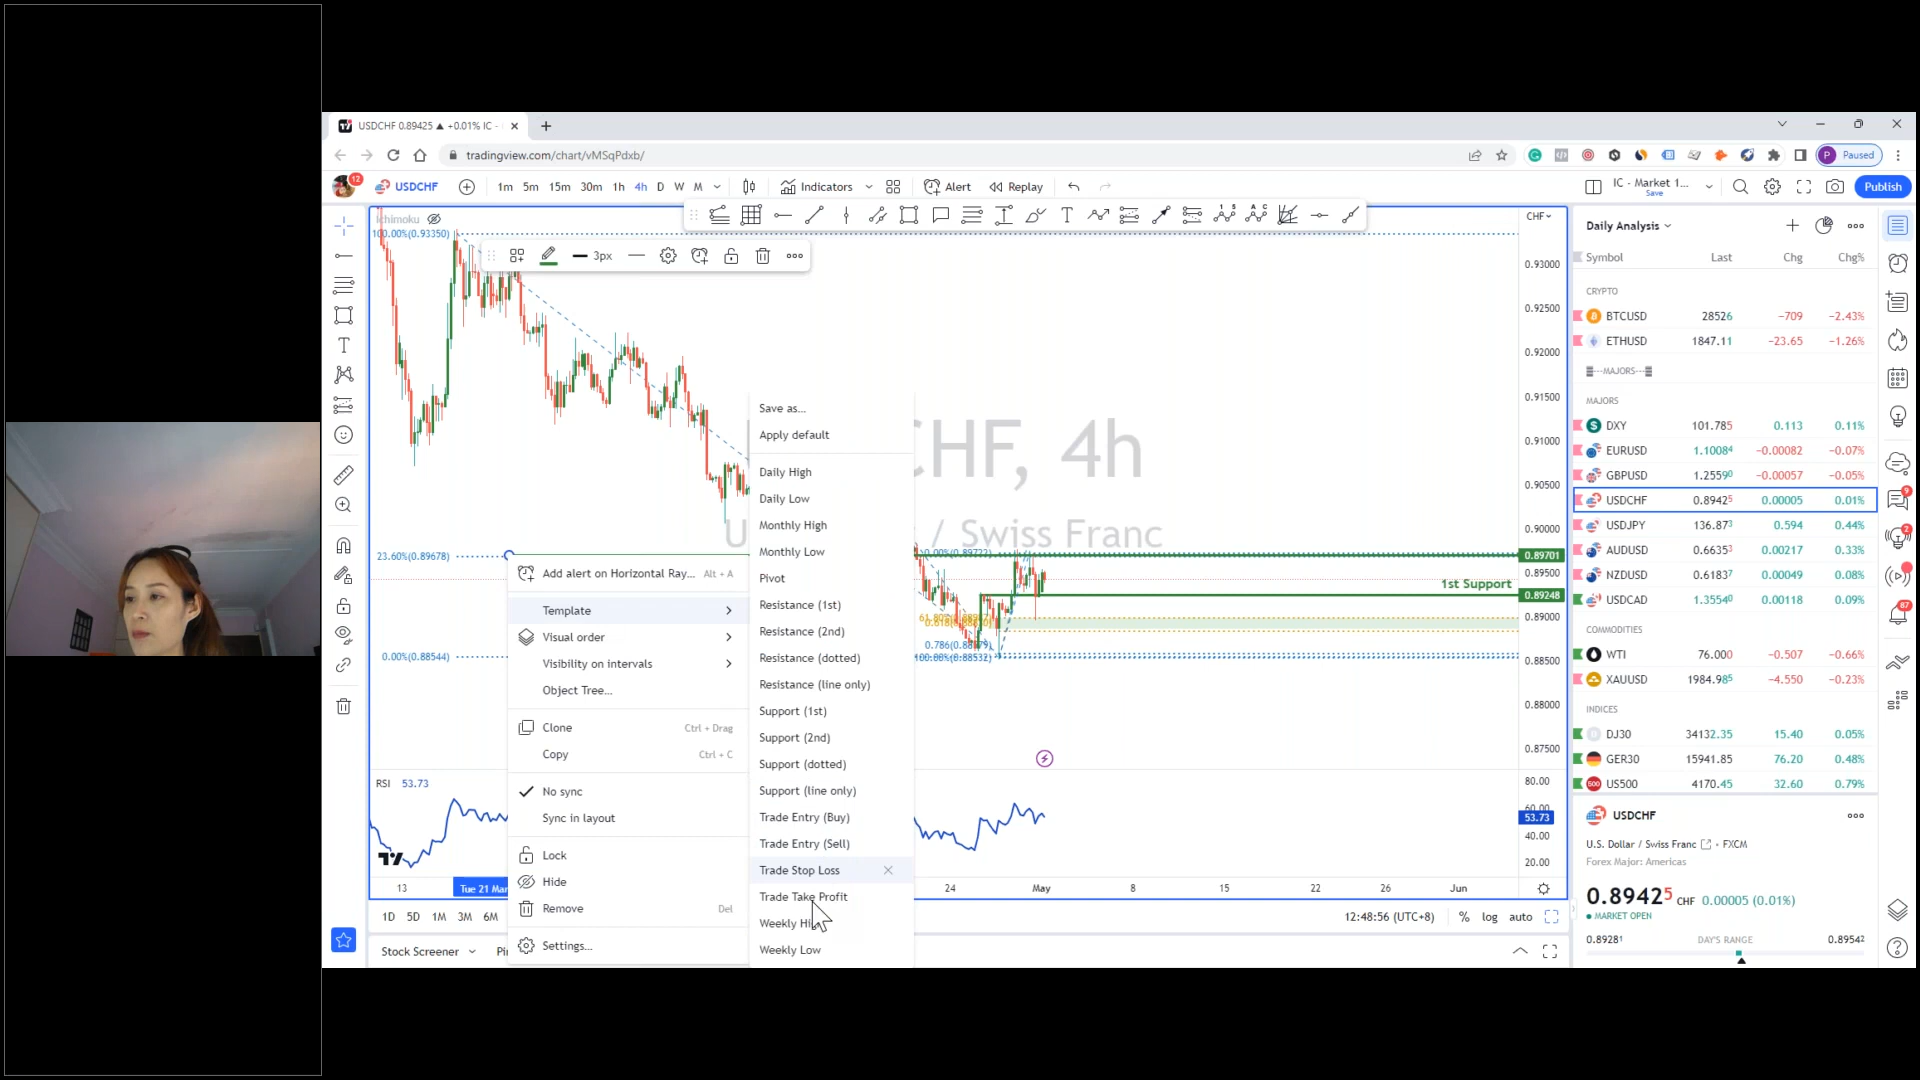 USDCHF 0.89425 ▲ +0.01% IC -
tradingview.com/chart/vMSqPdxb/
Paused
12
USDCHF
1m 5m 15m 30m 1h 4h D W M
Indicators
Alert
Replay
IC - Market 1...
Save
Publish
Ichimoku
100.00%(0.93350)
3px
CHF
USDCHF, 4h
/ Swiss Franc
23.60%(0.89678)
0.00%(0.88544)
0.00%(0.89722)
0.786(0.88779)
100.00%(0.88532)
1st Support
0.93000
0.92500
0.92000
0.91500
0.91000
0.90500
0.90000
0.89701
0.89500
0.89248
0.89000
0.88500
0.88000
0.87500
80.00
60.00
53.73
40.00
20.00
RSI 53.73
Add alert on Horizontal Ray... Alt + A
Template
Visual order
Visibility on intervals
Object Tree...
Clone Ctrl + Drag
Copy Ctrl + C
No sync
Sync in layout
Lock
Hide
Remove Del
Settings...
Save as...
Apply default
Daily High
Daily Low
Monthly High
Monthly Low
Pivot
Resistance (1st)
Resistance (2nd)
Resistance (dotted)
Resistance (line only)
Support (1st)
Support (2nd)
Support (dotted)
Support (line only)
Trade Entry (Buy)
Trade Entry (Sell)
Trade Stop Loss
Trade Take Profit
Weekly Hi
Weekly Low
13 Tue 21 Mar 24 May 8 15 22 26 Jun
1D 5D 1M 3M 6M
12:48:56 (UTC+8) % log auto
Stock Screener
Daily Analysis
Symbol Last Chg Chg%
CRYPTO
BTCUSD 28526 −709 −2.43%
ETHUSD 1847.11 −23.65 −1.26%
MAJORS
MAJORS
DXY 101.785 0.113 0.11%
EURUSD 1.10084 −0.00082 −0.07%
GBPUSD 1.25590 −0.00057 −0.05%
USDCHF 0.89425 0.00005 0.01%
USDJPY 136.873 0.594 0.44%
AUDUSD 0.66353 0.00217 0.33%
NZDUSD 0.61837 0.00049 0.08%
USDCAD 1.35540 0.00118 0.09%
COMMODITIES
WTI 76.000 −0.507 −0.66%
XAUUSD 1984.985 −4.550 −0.23%
INDICES
DJ30 34132.35 15.40 0.05%
GER30 15941.85 76.20 0.48%
US500 4170.45 32.60 0.79%
USDCHF
U.S. Dollar / Swiss Franc • FXCM
Forex Major: Americas
0.89425 CHF 0.00005 (0.01%)
MARKET OPEN
0.89281 DAY'S RANGE 0.89542
9
2
87